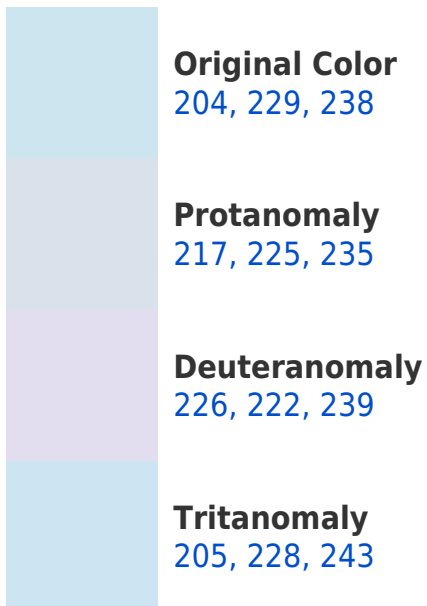 Original Color
204, 229, 238
Protanomaly
217, 225, 235
Deuteranomaly
226, 222, 239
Tritanomaly
205, 228, 243